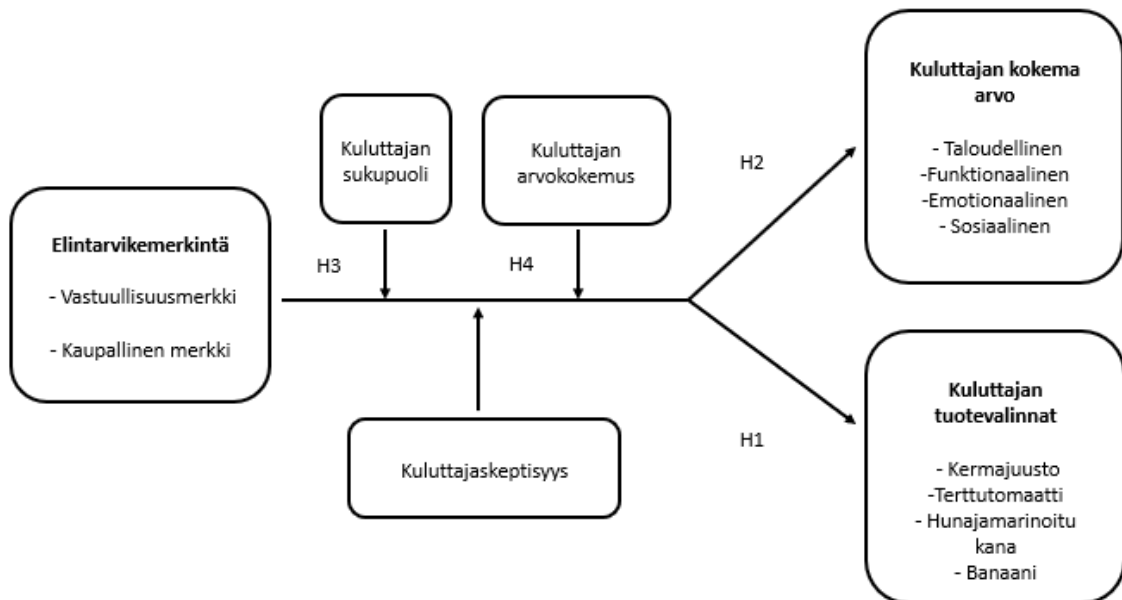 Elintarvikemerkintä
- Vastuullisuusmerkki
- Kaupallinen merkki
Kuluttajan
sukupuoli
Kuluttajan
arvokokemus
H3
H4
Kuluttajaskeptisyys
H2
H1
Kuluttajan kokema
arvo
- Taloudellinen
-Funktionaalinen
-Emotionaalinen
- Sosiaalinen
Kuluttajan
tuotevalinnat
- Kermajuusto
-Terttutomaatti
- Hunajamarinoitu
kana
- Banaani